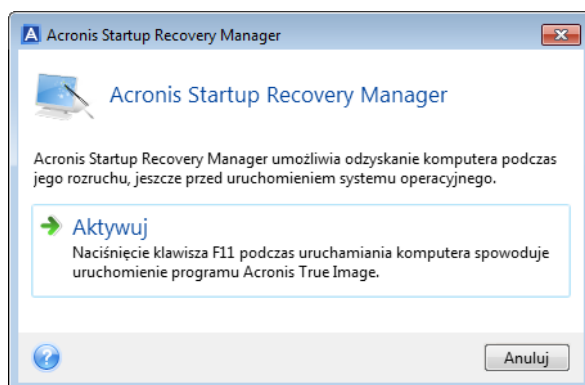 Acronis Startup Recovery Manager
Acronis Startup Recovery Manager
Acronis Startup Recovery Manager umożliwia odzyskanie komputera podczas
jego rozruchu, jeszcze przed uruchomieniem systemu operacyjnego.
Aktywuj
Naciśnięcie klawisza F11 podczas uruchamiania komputera spowoduje
uruchomienie programu Acronis True Image.
Anuluj